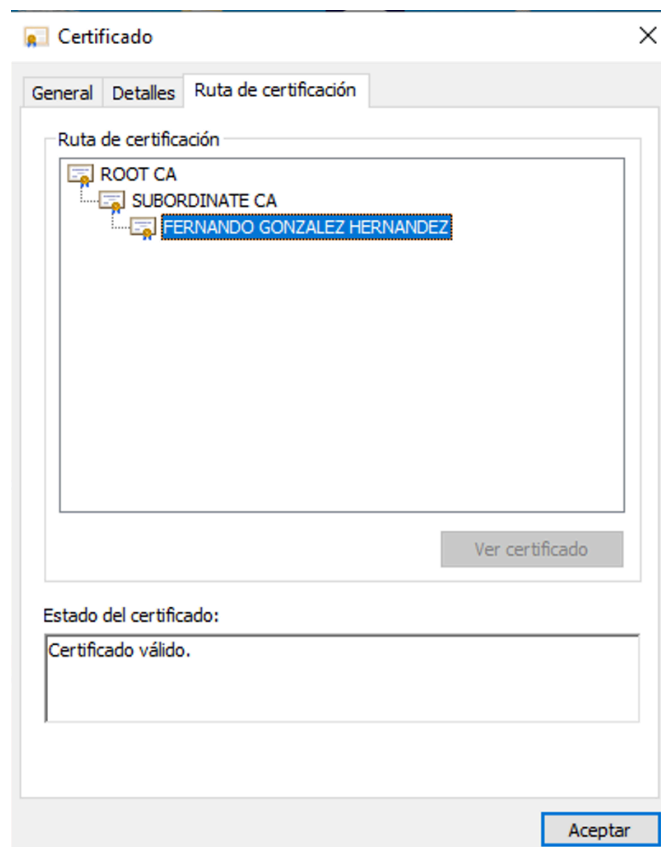 Certificado
General Detalles Ruta de certificación
Ruta de certificación
ROOT CA
SUBORDINATE CA
FERNANDO GONZALEZ HERNANDEZ
Ver certificado
Estado del certificado:
Certificado válido.
Aceptar